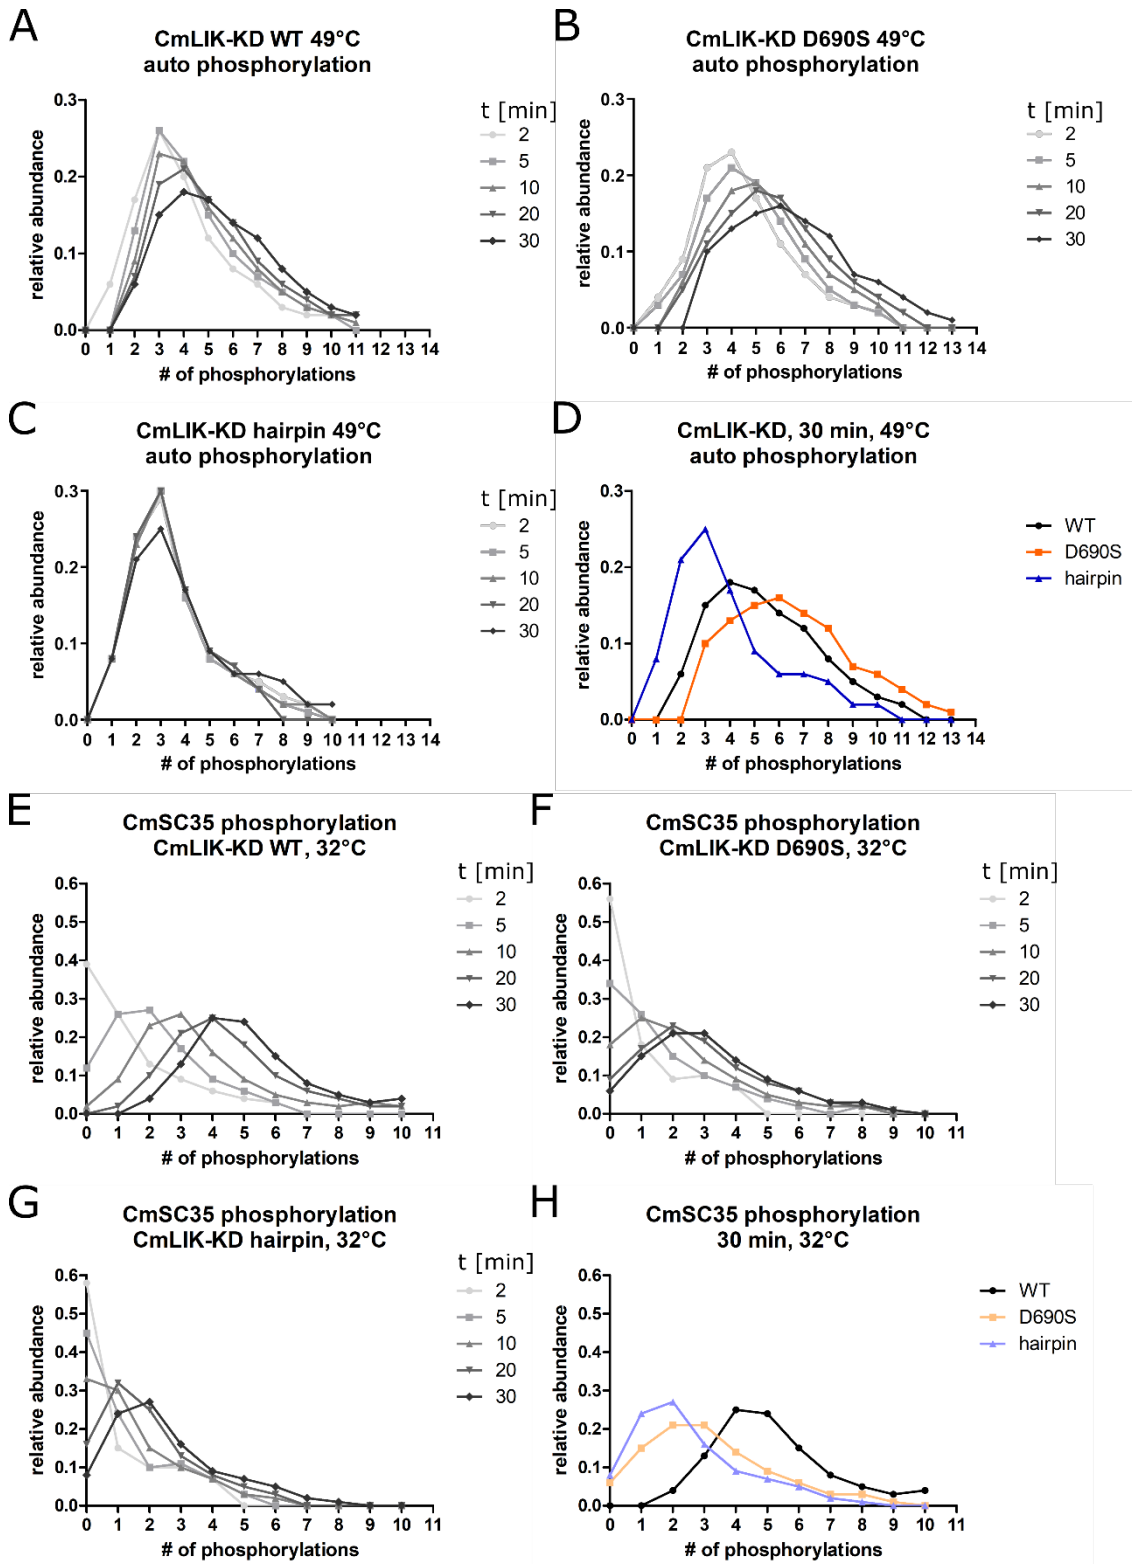 A
CmLIK-KD WT 49°C
auto phosphorylation
relative abundance
0.3
0.2
0.1
0.0
0 1 2 3 4 5 6 7 8 9 10 11 12 13 14
# of phosphorylations
t [min]
2
5
10
20
30
B
CmLIK-KD D690S 49°C
auto phosphorylation
relative abundance
0.3
0.2
0.1
0.0
0 1 2 3 4 5 6 7 8 9 10 11 12 13 14
# of phosphorylations
t [min]
2
5
10
20
30
C
CmLIK-KD hairpin 49°C
auto phosphorylation
relative abundance
0.3
0.2
0.1
0.0
0 1 2 3 4 5 6 7 8 9 10 11 12 13 14
# of phosphorylations
t [min]
2
5
10
20
30
D
CmLIK-KD, 30 min, 49°C
auto phosphorylation
relative abundance
0.3
0.2
0.1
0.0
0 1 2 3 4 5 6 7 8 9 10 11 12 13 14
# of phosphorylations
WT
D690S
hairpin
E
CmSC35 phosphorylation
CmLIK-KD WT, 32°C
relative abundance
0.6
0.5
0.4
0.3
0.2
0.1
0.0
0 1 2 3 4 5 6 7 8 9 10 11
# of phosphorylations
t [min]
2
5
10
20
30
F
CmSC35 phosphorylation
CmLIK-KD D690S, 32°C
relative abundance
0.6
0.5
0.4
0.3
0.2
0.1
0.0
0 1 2 3 4 5 6 7 8 9 10 11
# of phosphorylations
t [min]
2
5
10
20
30
G
CmSC35 phosphorylation
CmLIK-KD hairpin, 32°C
relative abundance
0.6
0.5
0.4
0.3
0.2
0.1
0.0
0 1 2 3 4 5 6 7 8 9 10 11
# of phosphorylations
t [min]
2
5
10
20
30
H
CmSC35 phosphorylation
30 min, 32°C
relative abundance
0.6
0.5
0.4
0.3
0.2
0.1
0.0
0 1 2 3 4 5 6 7 8 9 10 11
# of phosphorylations
WT
D690S
hairpin